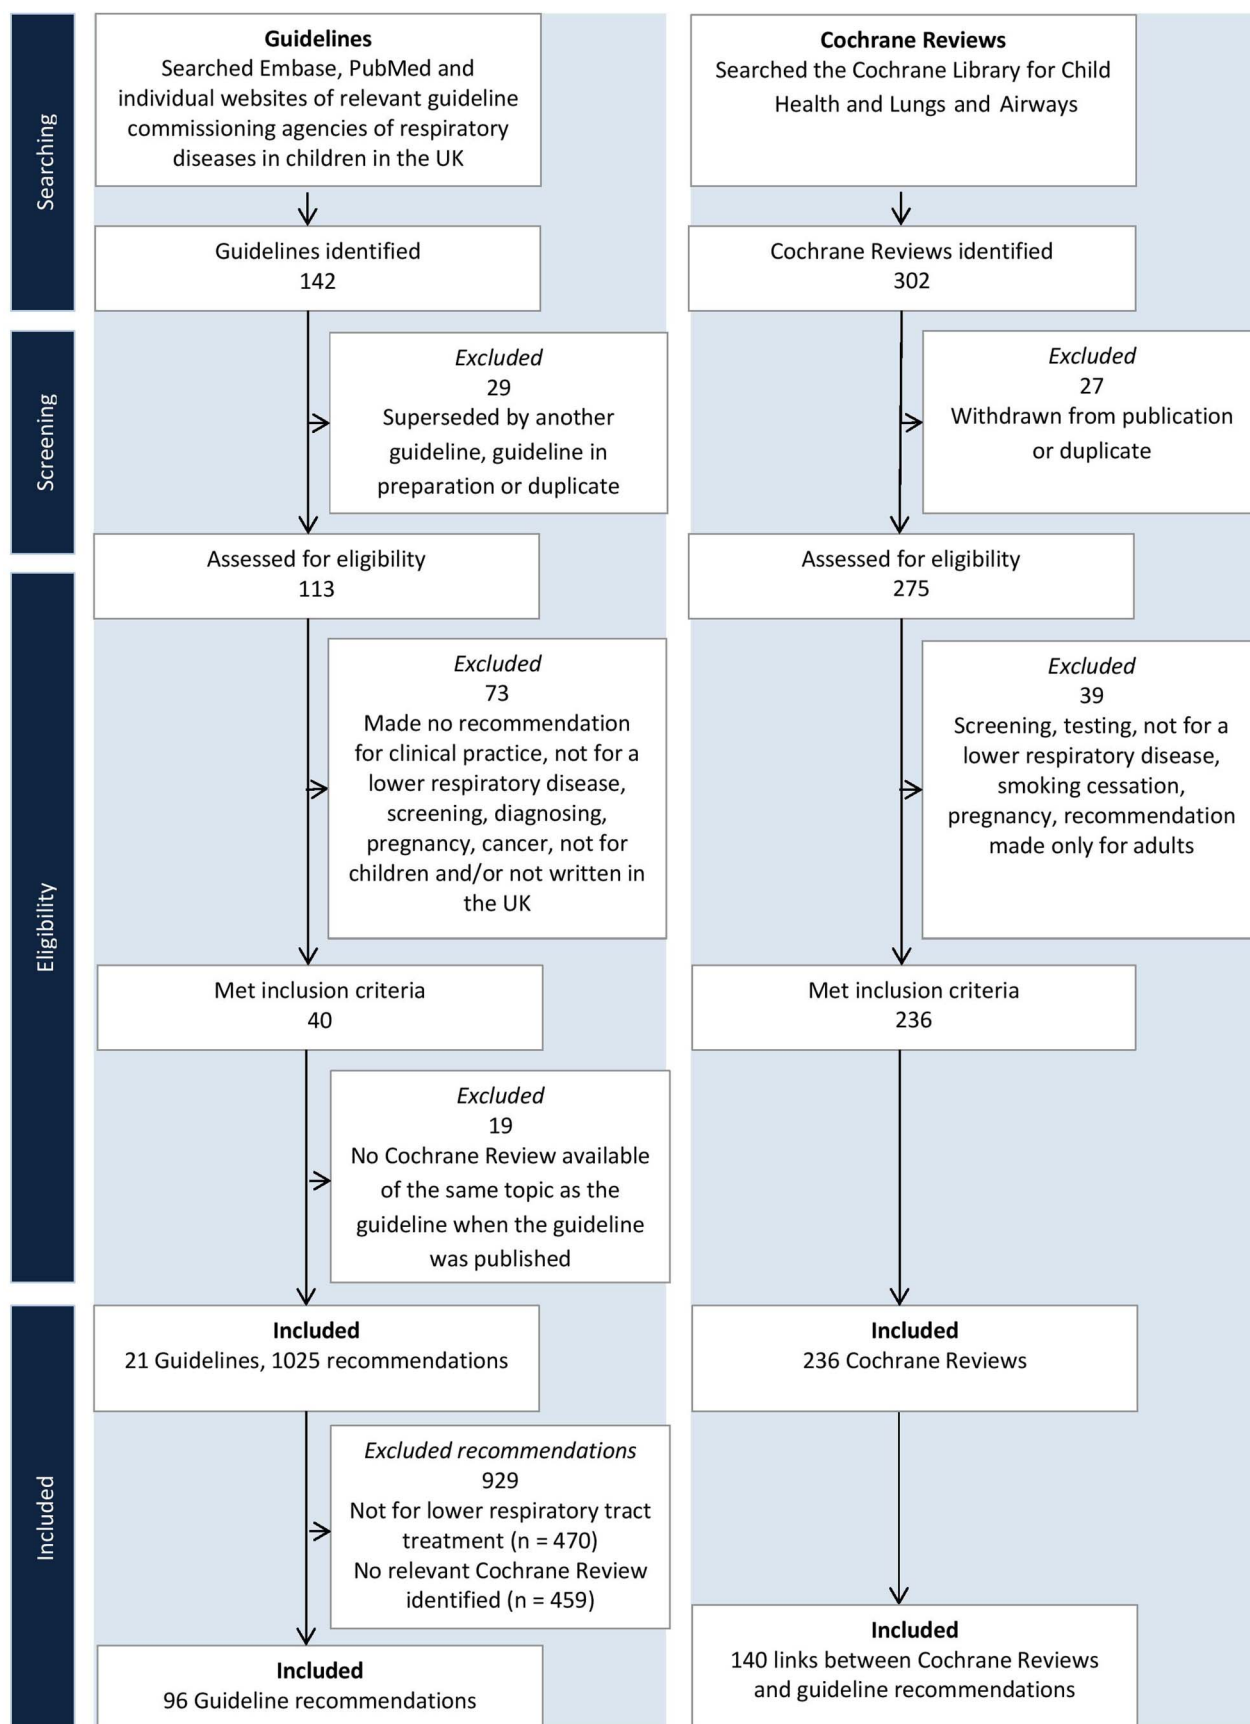 Searching
Guidelines
Searched Embase, PubMed and
individual websites of relevant guideline
commissioning agencies of respiratory
diseases in children in the UK
Guidelines identified
142
Cochrane Reviews
Searched the Cochrane Library for Child
Health and Lungs and Airways
Cochrane Reviews identified
302
Screening
Excluded
29
Superseded by another
guideline, guideline in
preparation or duplicate
Excluded
27
Withdrawn from publication
or duplicate
Eligibility
Assessed for eligibility
113
Assessed for eligibility
275
Excluded
73
Made no recommendation
for clinical practice, not for a
lower respiratory disease,
screening, diagnosing,
pregnancy, cancer, not for
children and/or not written in
the UK
Excluded
39
Screening, testing, not for a
lower respiratory disease,
smoking cessation,
pregnancy, recommendation
made only for adults
Met inclusion criteria
40
Met inclusion criteria
236
Excluded
19
No Cochrane Review available
of the same topic as the
guideline when the guideline
was published
Included
Included
21 Guidelines, 1025 recommendations
Included
236 Cochrane Reviews
Excluded recommendations
929
Not for lower respiratory tract
treatment (n = 470)
No relevant Cochrane Review
identified (n = 459)
Included
96 Guideline recommendations
Included
140 links between Cochrane Reviews
and guideline recommendations